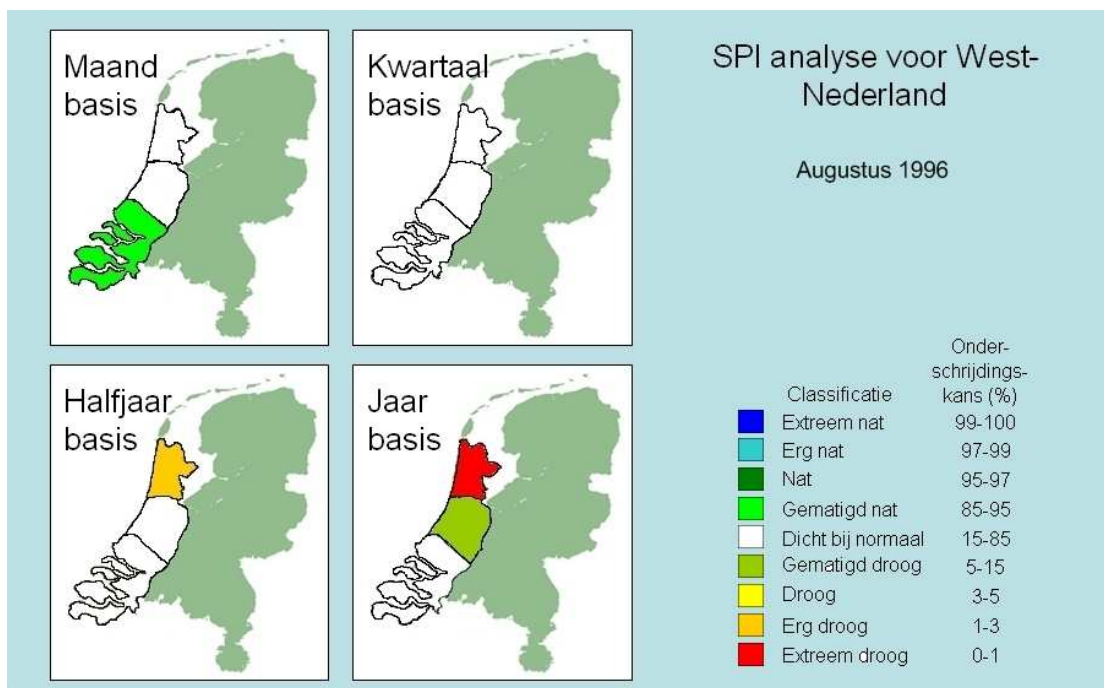 Maand
basis
Kwartaal
basis
SPI analyse voor West-
Nederland
Augustus 1996
Halfjaar
basis
Jaar
basis
Onder-
schrijdings-
Classificatie kans (%)
Extreem nat 99-100
Erg nat 97-99
Nat 95-97
Gematigd nat 85-95
Dicht bij normaal 15-85
Gematigd droog 5-15
Droog 3-5
Erg droog 1-3
Extreem droog 0-1